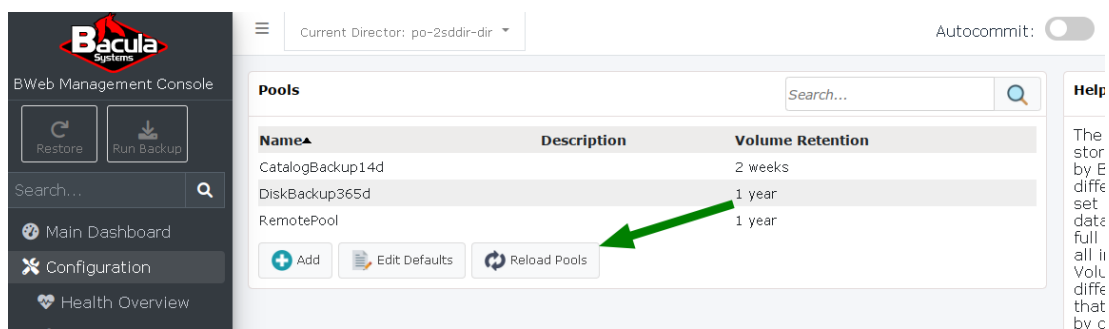 Bacula
Systems
BWeb Management Console
Restore
Run Backup
Search...
Main Dashboard
Configuration
Health Overview
Current Director: po-2sddir-dir
Autocommit:
Pools
Search...
Name Description Volume Retention
CatalogBackup14d 2 weeks
DiskBackup365d 1 year
RemotePool 1 year
Add Edit Defaults Reload Pools
Help
The
stor
by B
diffe
set
data
full
all i
Volu
diffe
that
by